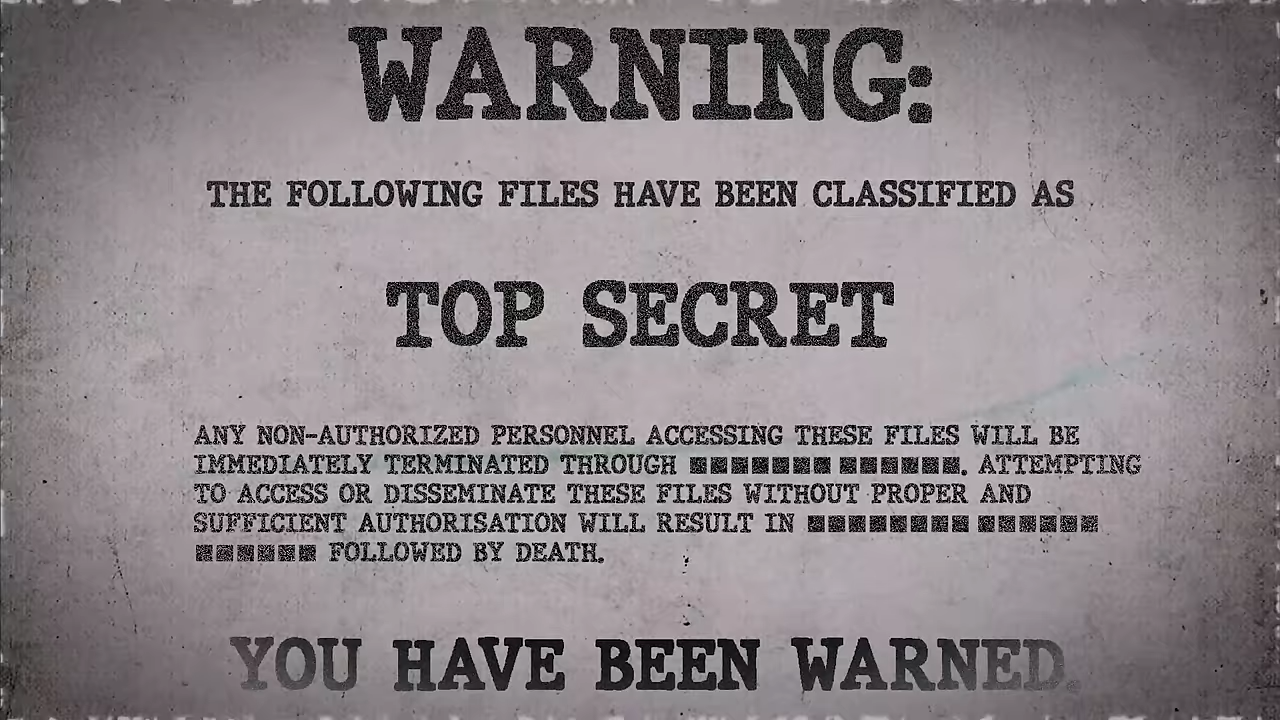 WARNING:
THE FOLLOWING FILES HAVE BEEN CLASSIFIED AS
TOP SECRET
ANY NON-AUTHORIZED PERSONNEL ACCESSING THESE FILES WILL BE
IMMEDIATELY TERMINATED THROUGH ■■■■■■■ ■■■■■■. ATTEMPTING
TO ACCESS OR DISSEMINATE THESE FILES WITHOUT PROPER AND
SUFFICIENT AUTHORISATION WILL RESULT IN ■■■■■■■■ ■■■■■■
■■■■■■ FOLLOWED BY DEATH.
YOU HAVE BEEN WARNED.